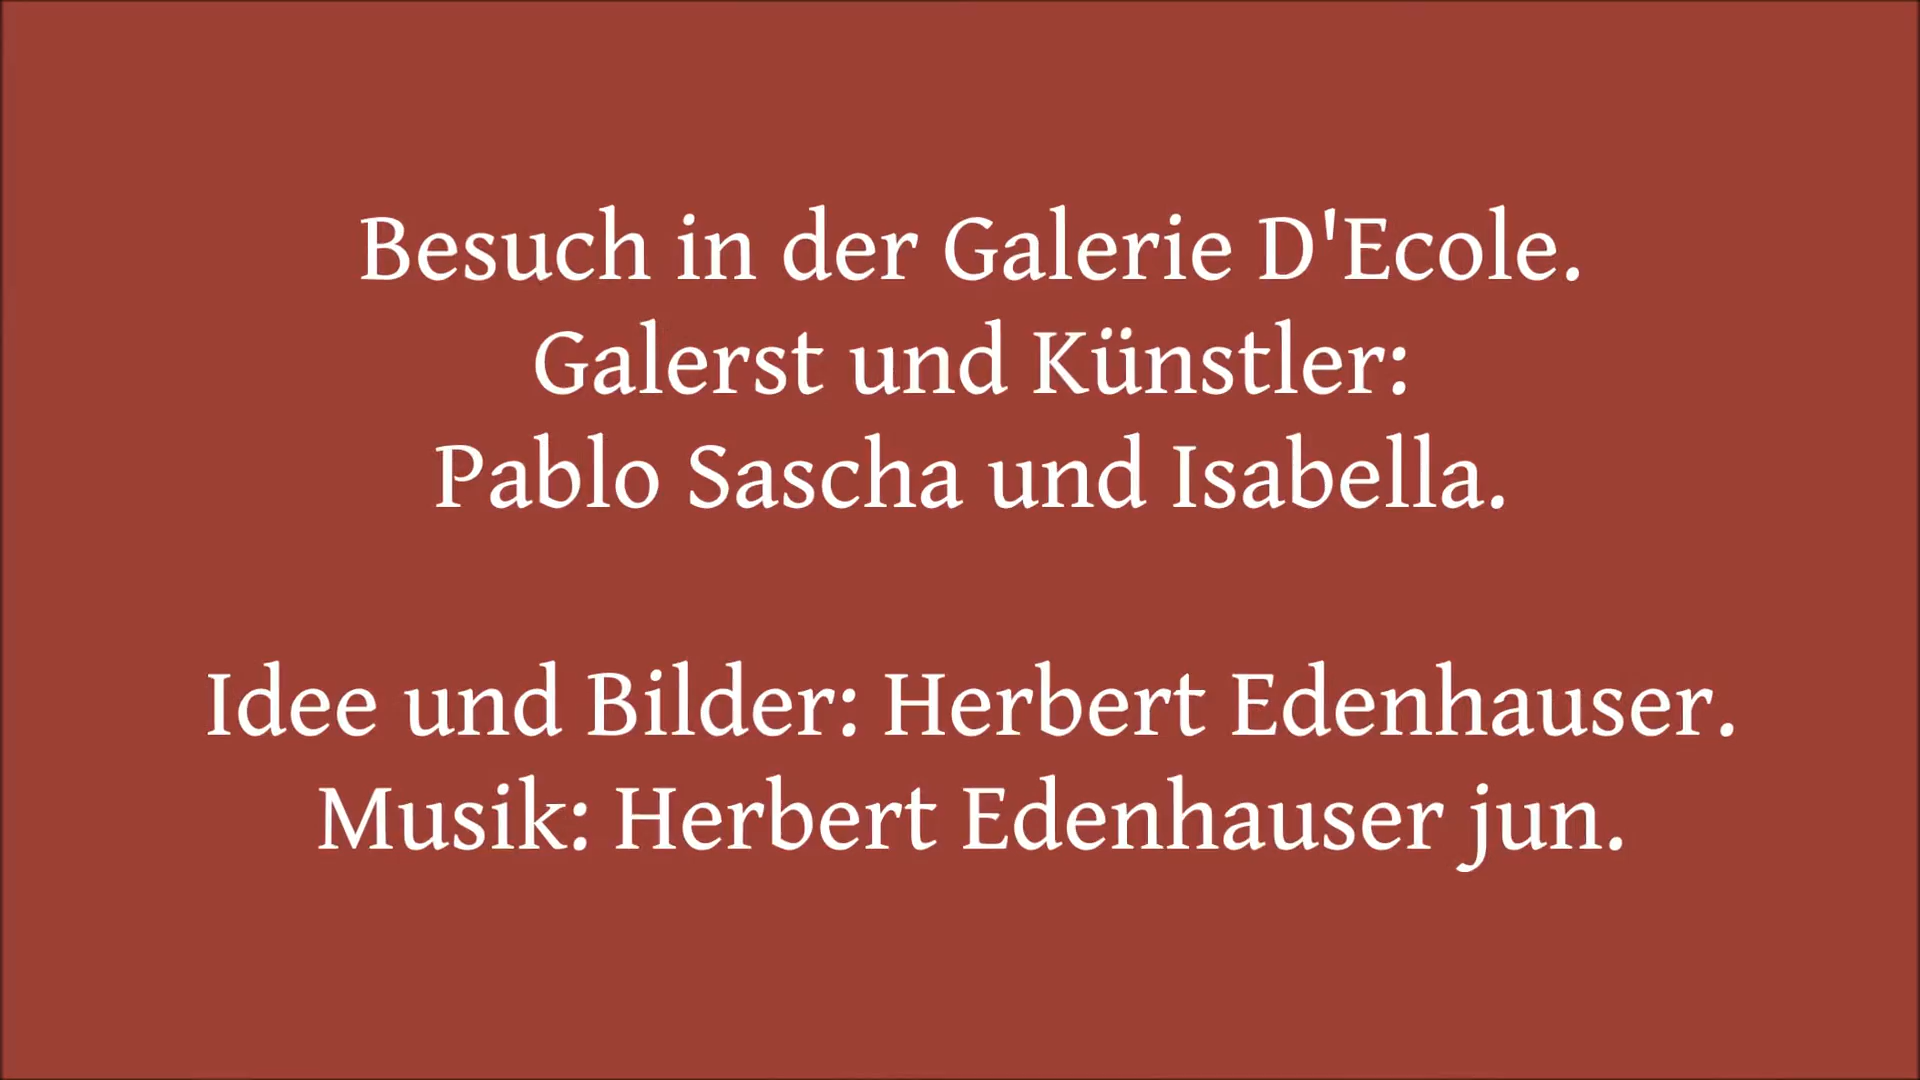 Besuch in der Galerie D'Ecole.
Galerst und Künstler:
Pablo Sascha und Isabella.
Idee und Bilder: Herbert Edenhauser.
Musik: Herbert Edenhauser jun.